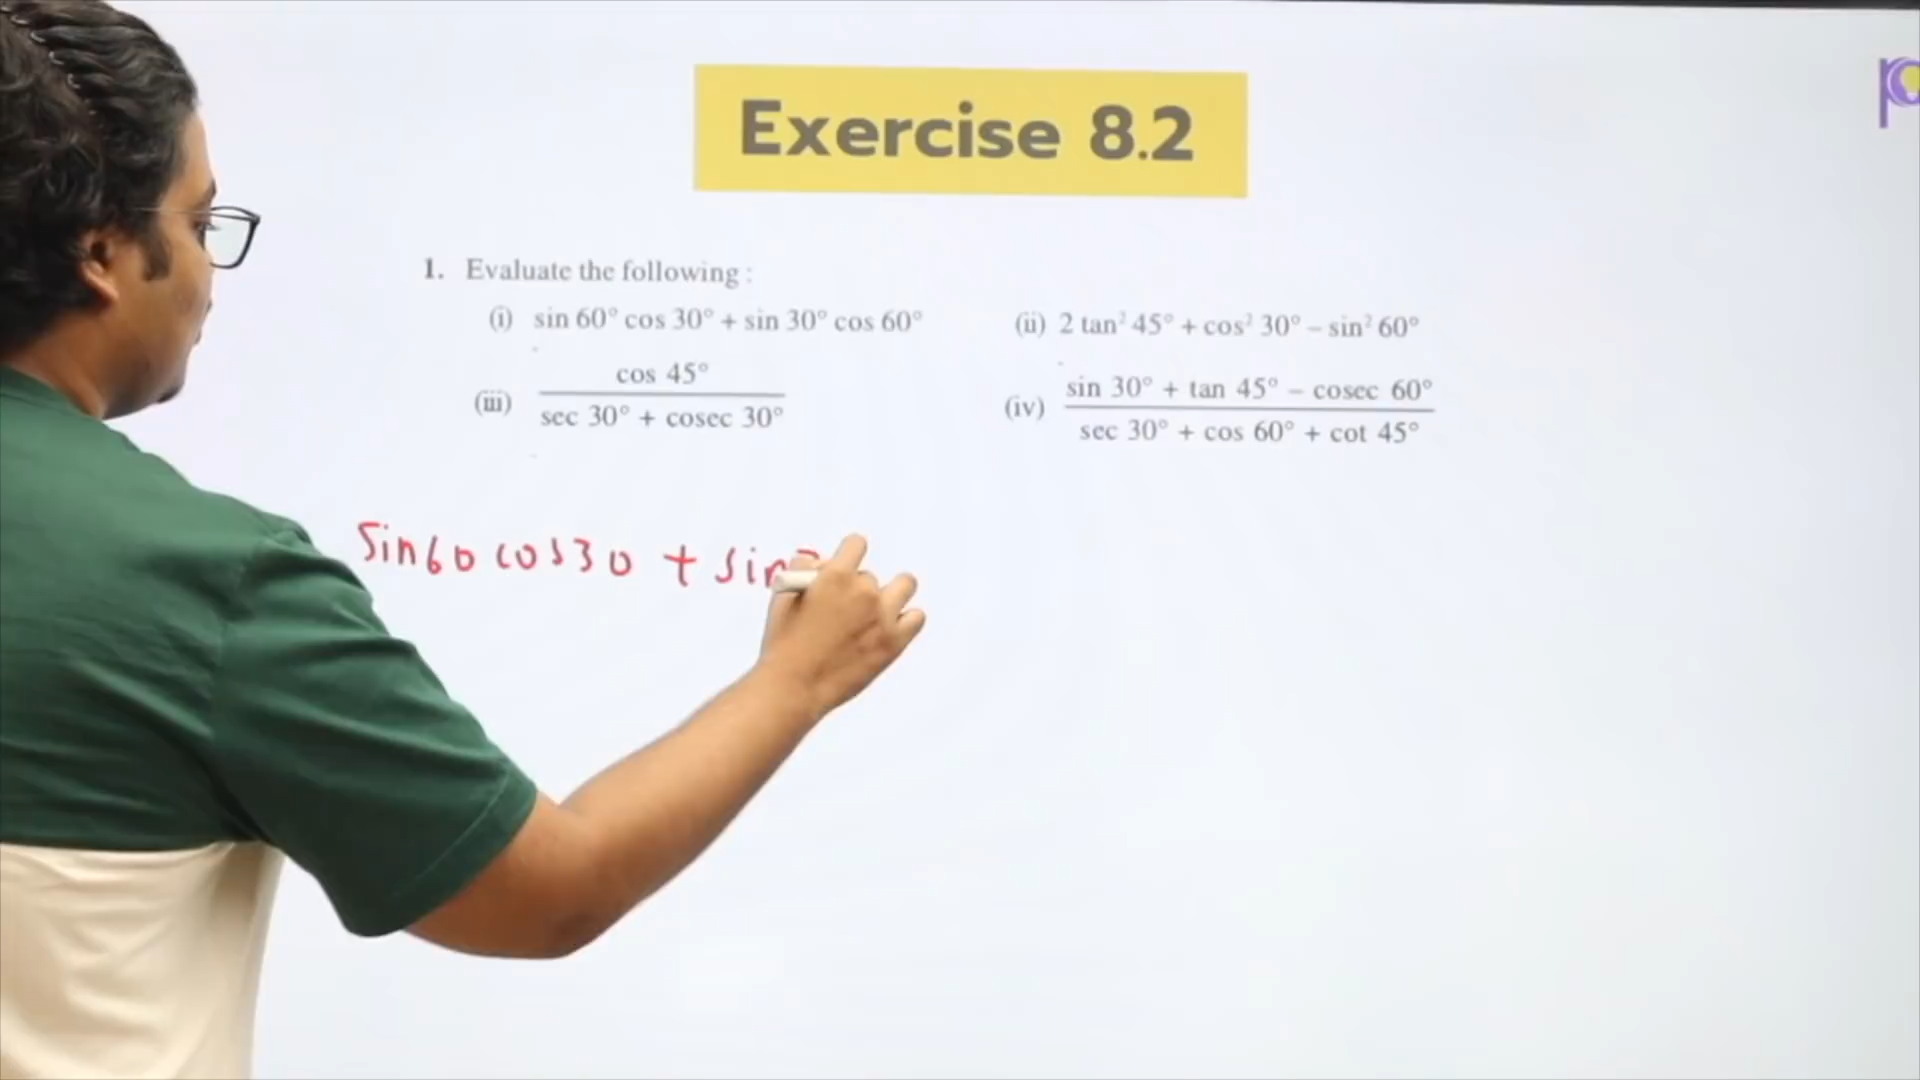 Exercise 8.2
1. Evaluate the following :
(i) sin 60° cos 30° + sin 30° cos 60°
(ii) 2 tan² 45° + cos² 30° – sin² 60°
(iii) cos 45°
sec 30° + cosec 30°
(iv) sin 30° + tan 45° – cosec 60°
sec 30° + cos 60° + cot 45°
sin60 cos30 + sin